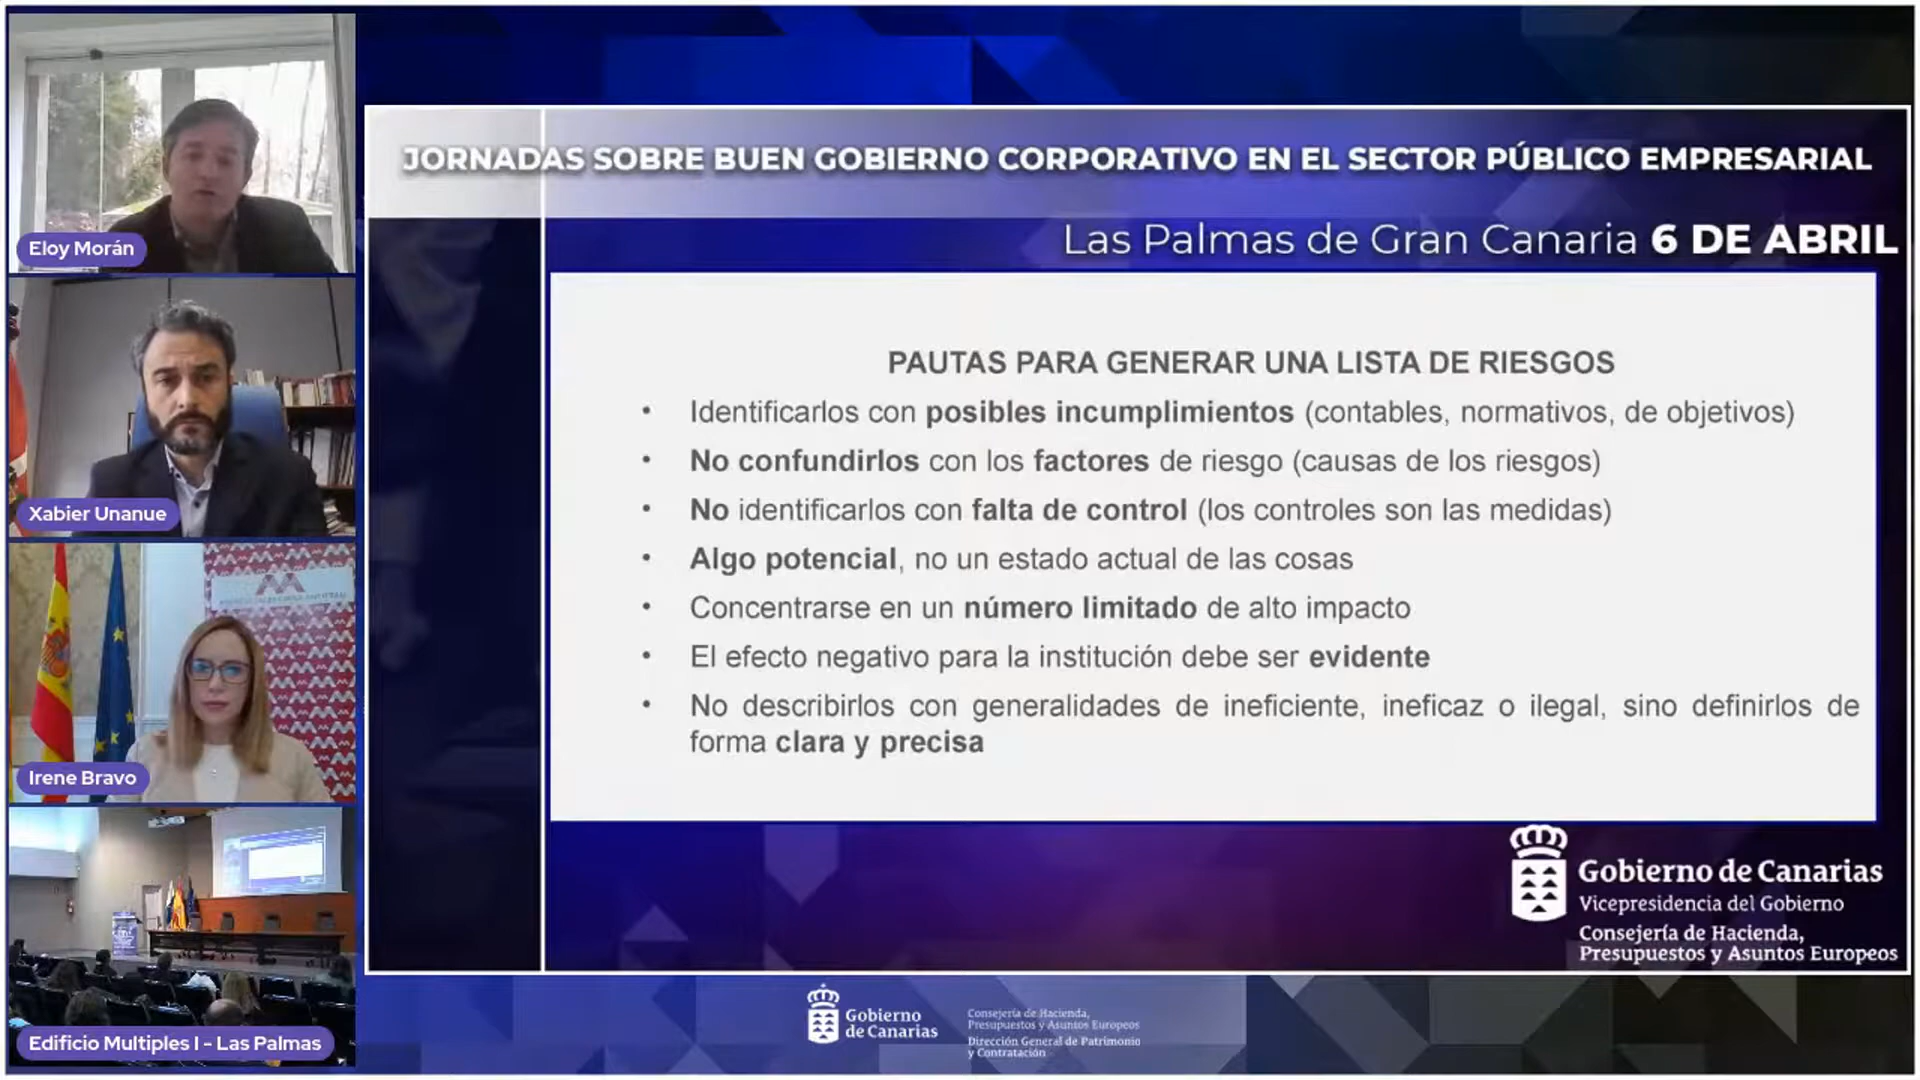 JORNADAS SOBRE BUEN GOBIERNO CORPORATIVO EN EL SECTOR PÚBLICO EMPRESARIAL
Las Palmas de Gran Canaria 6 DE ABRIL
PAUTAS PARA GENERAR UNA LISTA DE RIESGOS
• Identificarlos con posibles incumplimientos (contables, normativos, de objetivos)
• No confundirlos con los factores de riesgo (causas de los riesgos)
• No identificarlos con falta de control (los controles son las medidas)
• Algo potencial, no un estado actual de las cosas
• Concentrarse en un número limitado de alto impacto
• El efecto negativo para la institución debe ser evidente
• No describirlos con generalidades de ineficiente, ineficaz o ilegal, sino definirlos de
forma clara y precisa
Gobierno de Canarias
Vicepresidencia del Gobierno
Consejería de Hacienda,
Presupuestos y Asuntos Europeos
Eloy Morán
Xabier Unanue
Irene Bravo
Edificio Multiples I - Las Palmas
Gobierno
de Canarias
Consejería de Hacienda,
Presupuestos y Asuntos Europeos
Dirección General de Patrimonio
y Contratación